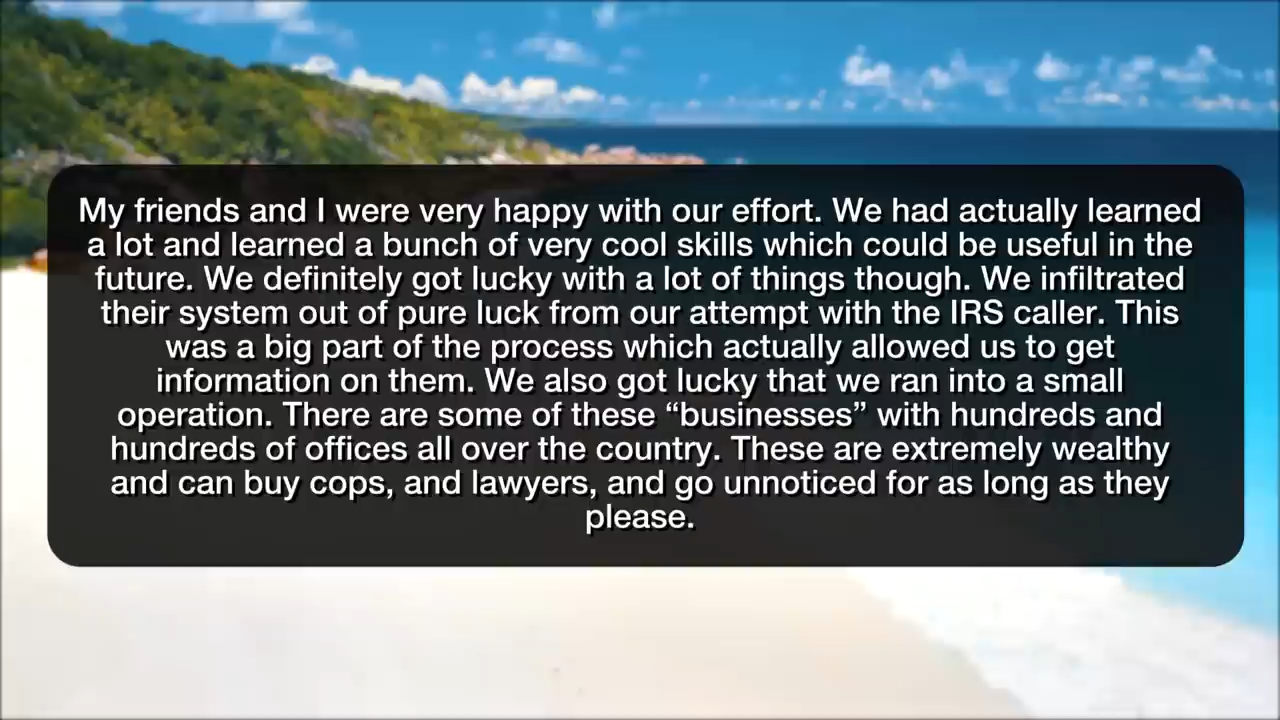 My friends and I were very happy with our effort. We had actually learned
a lot and learned a bunch of very cool skills which could be useful in the
future. We definitely got lucky with a lot of things though. We infiltrated
their system out of pure luck from our attempt with the IRS caller. This
was a big part of the process which actually allowed us to get
information on them. We also got lucky that we ran into a small
operation. There are some of these “businesses” with hundreds and
hundreds of offices all over the country. These are extremely wealthy
and can buy cops, and lawyers, and go unnoticed for as long as they
please.